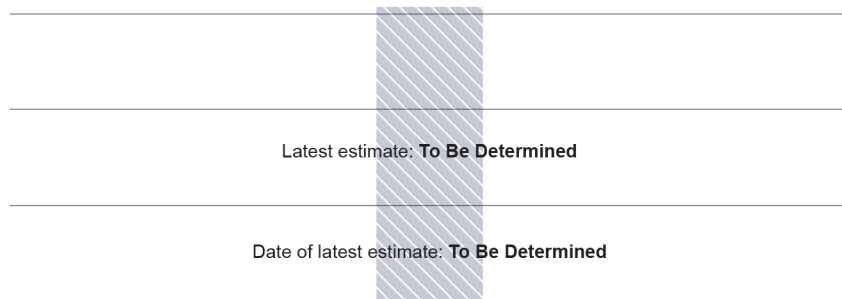 Latest estimate: To Be Determined
Date of latest estimate: To Be Determined